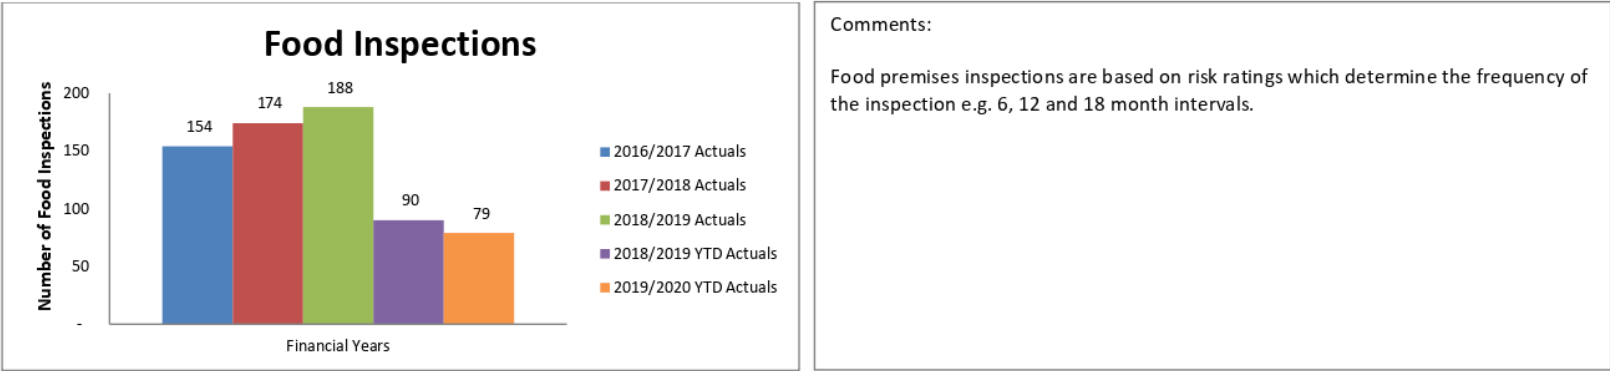 Food Inspections
Number of Food Inspections
200
150
100
50
-
154
174
188
90
79
Financial Years
2016/2017 Actuals
2017/2018 Actuals
2018/2019 Actuals
2018/2019 YTD Actuals
2019/2020 YTD Actuals
Comments:
Food premises inspections are based on risk ratings which determine the frequency of
the inspection e.g. 6, 12 and 18 month intervals.